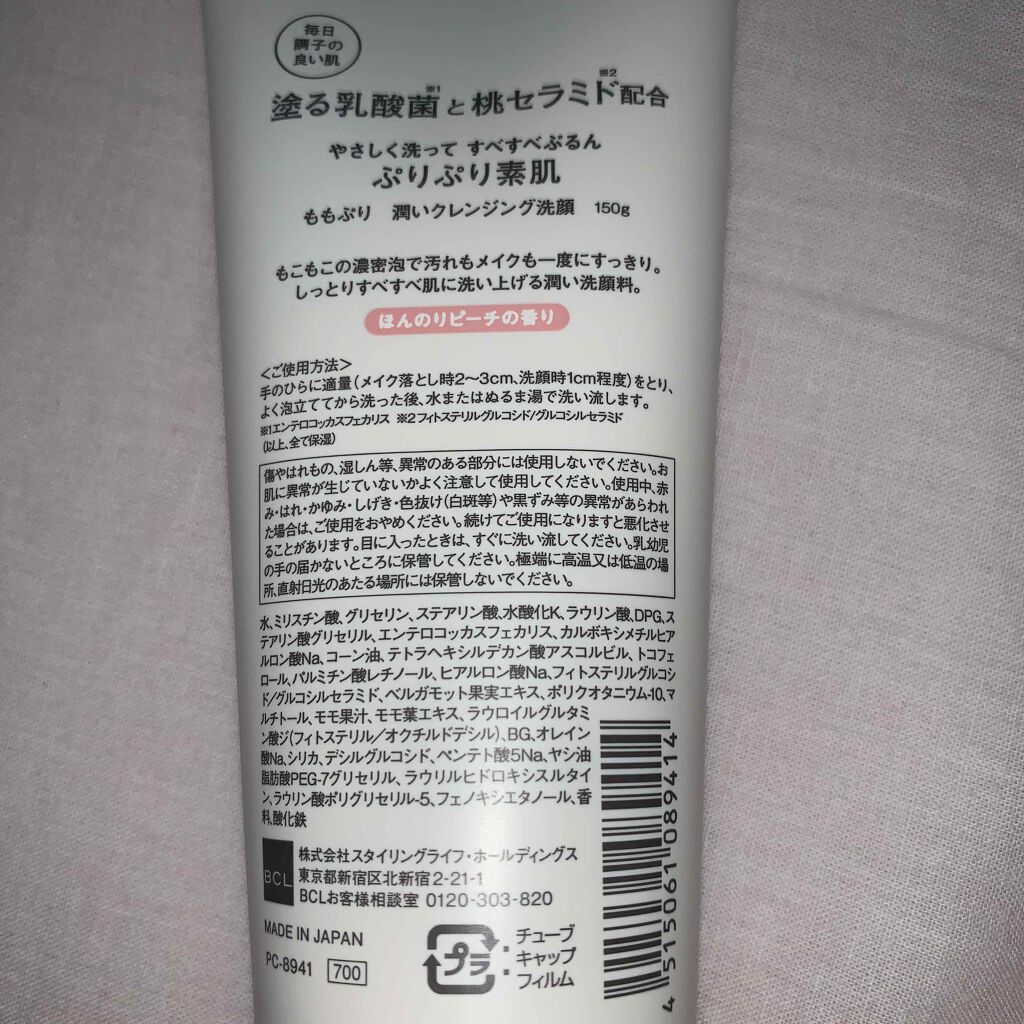 毎日
調子の
良い肌
塗る乳酸菌※1と桃セラミド※2配合
やさしく洗って すべすべぷるん
ぷりぷり素肌
ももぷり 潤いクレンジング洗顔 150g
もこもこの濃密泡で汚れもメイクも一度にすっきり。
しっとりすべすべ肌に洗い上げる潤い洗顔料。
ほんのりピーチの香り
＜ご使用方法＞
手のひらに適量(メイク落とし時2〜3cm、洗顔時1cm程度)をとり、
よく泡立ててから洗った後、水またはぬるま湯で洗い流します。
※1エンテロコッカスフェカリス ※2フィトステリルグルコシド/グルコシルセラミド
(以上、全て保湿)
傷やはれもの、湿しん等、異常のある部分には使用しないでください。お
肌に異常が生じていないかよく注意して使用してください。使用中、赤
み・はれ・かゆみ・しげき・色抜け(白斑等)や黒ずみ等の異常があらわれ
た場合は、ご使用をおやめください。続けてご使用になりますと悪化させ
ることがあります。目に入ったときは、すぐに洗い流してください。乳幼児
の手の届かないところに保管してください。極端に高温又は低温の場
所、直射日光のあたる場所には保管しないでください。
水、ミリスチン酸、グリセリン、ステアリン酸、水酸化K、ラウリン酸、DPG、ス
テアリン酸グリセリル、エンテロコッカスフェカリス、カルボキシメチルヒア
ルロン酸Na、コーン油、テトラヘキシルデカン酸アスコルビル、トコフェ
ロール、パルミチン酸レチノール、ヒアルロン酸Na、フィトステリルグルコシ
ド/グルコシルセラミド、ベルガモット果実エキス、ポリクオタニウム-10、マ
ルチトール、モモ果汁、モモ葉エキス、ラウロイルグルタミ
ン酸ジ(フィトステリル/オクチルドデシル)、BG、オレイン
酸Na、シリカ、デシルグルコシド、ペンテト酸5Na、ヤシ油
脂肪酸PEG-7グリセリル、ラウリルヒドロキシスルタイ
ン、ラウリン酸ポリグリセリル-5、フェノキシエタノール、香
料、酸化鉄
BCL
株式会社スタイリングライフ・ホールディングス
東京都新宿区北新宿2-21-1
BCLお客様相談室 0120-303-820
MADE IN JAPAN
PC-8941 700
プラ
チューブ
キャップ
フィルム
4 515061 089414